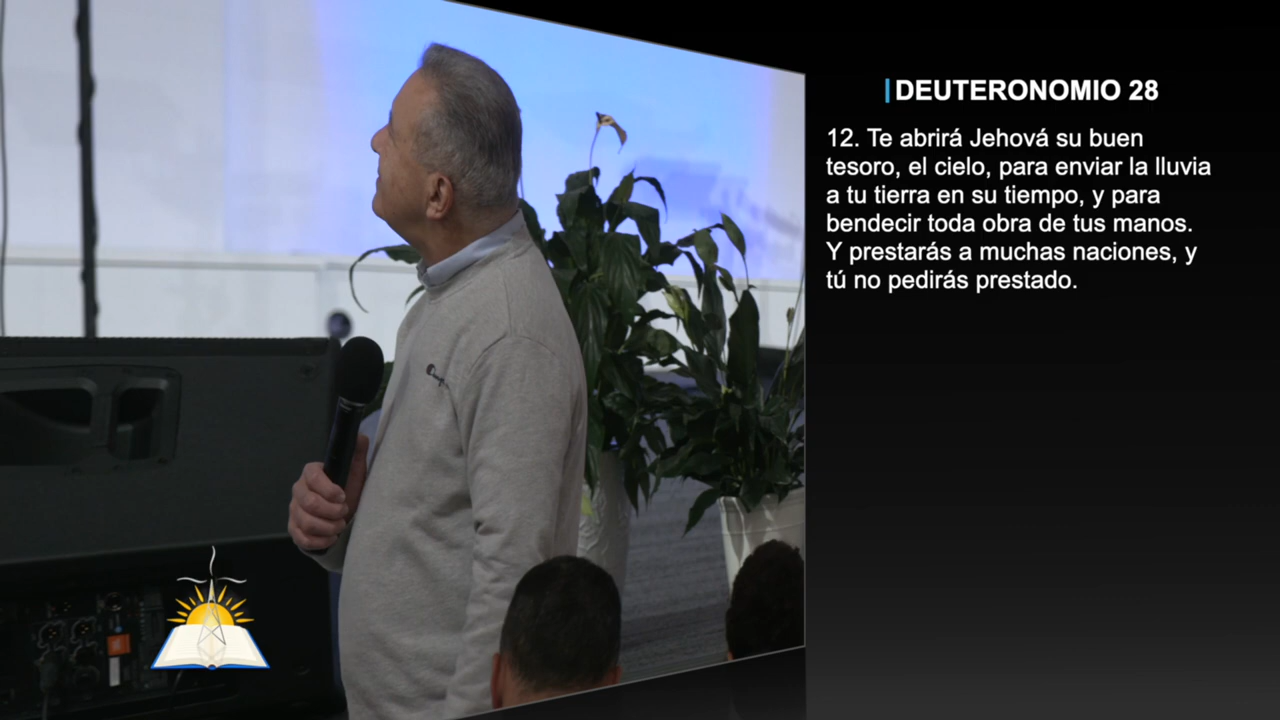 DEUTERONOMIO 28
12. Te abrirá Jehová su buen
tesoro, el cielo, para enviar la lluvia
a tu tierra en su tiempo, y para
bendecir toda obra de tus manos.
Y prestarás a muchas naciones, y
tú no pedirás prestado.